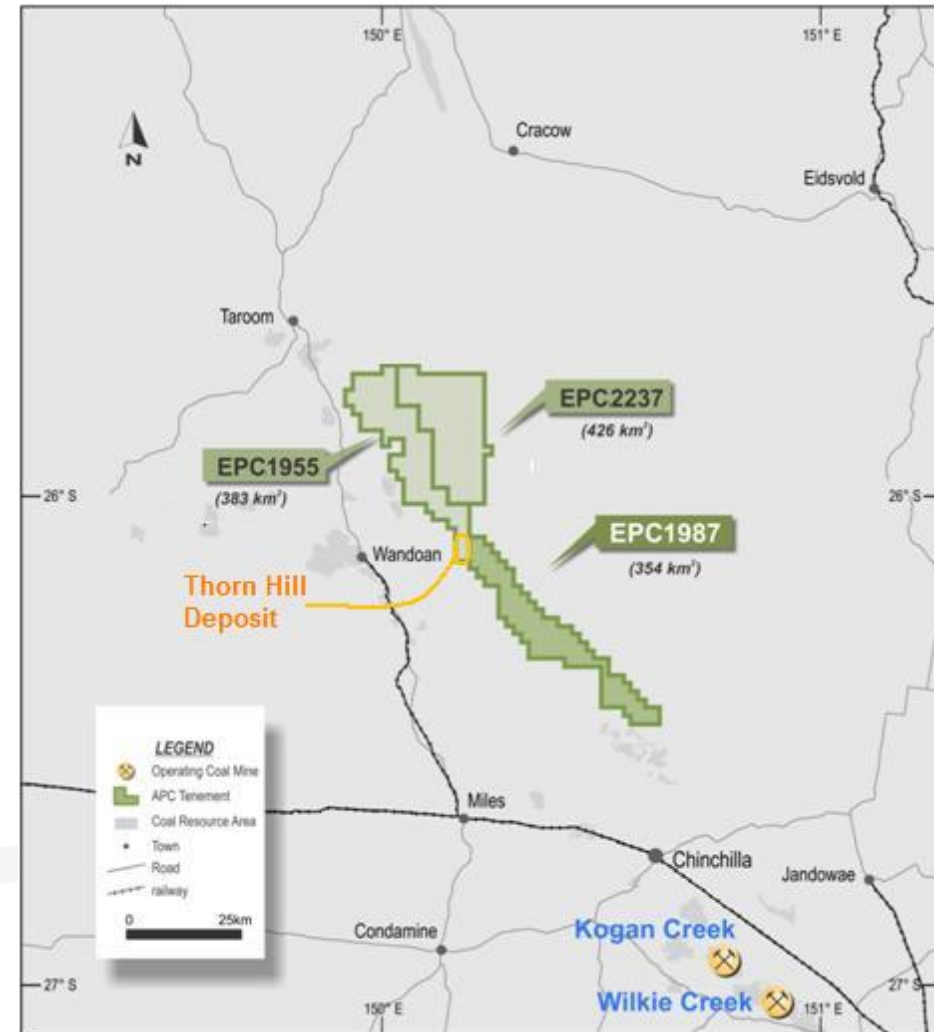 150° E
151° E
N
Cracow
Eidsvold
Taroom
EPC2237
(426 km²)
EPC1955
(383 km²)
26° S
26° S
EPC1987
(354 km²)
Wandoan
Thorn Hill
Deposit
LEGEND
Operating Coal Mine
APC Tenement
Coal Resource Area
Town
Road
railway
0 25km
Miles
Chinchilla
Jandowae
Condamine
Kogan Creek
27° S
27° S
Wilkie Creek
150° E
151° E